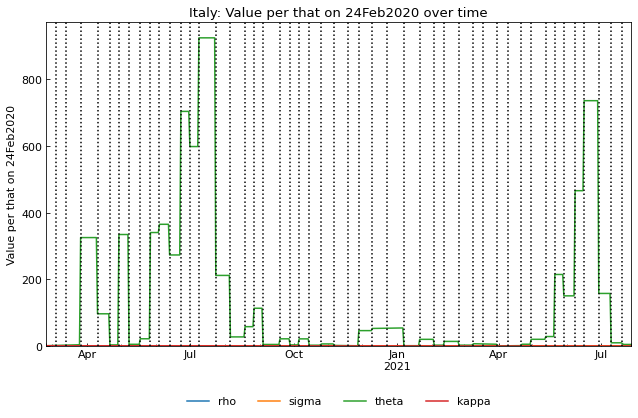 Italy: Value per that on 24Feb2020 over time
Value per that on 24Feb2020
800
600
400
200
0
Apr Jul Oct Jan Apr Jul
2021
rho sigma theta kappa